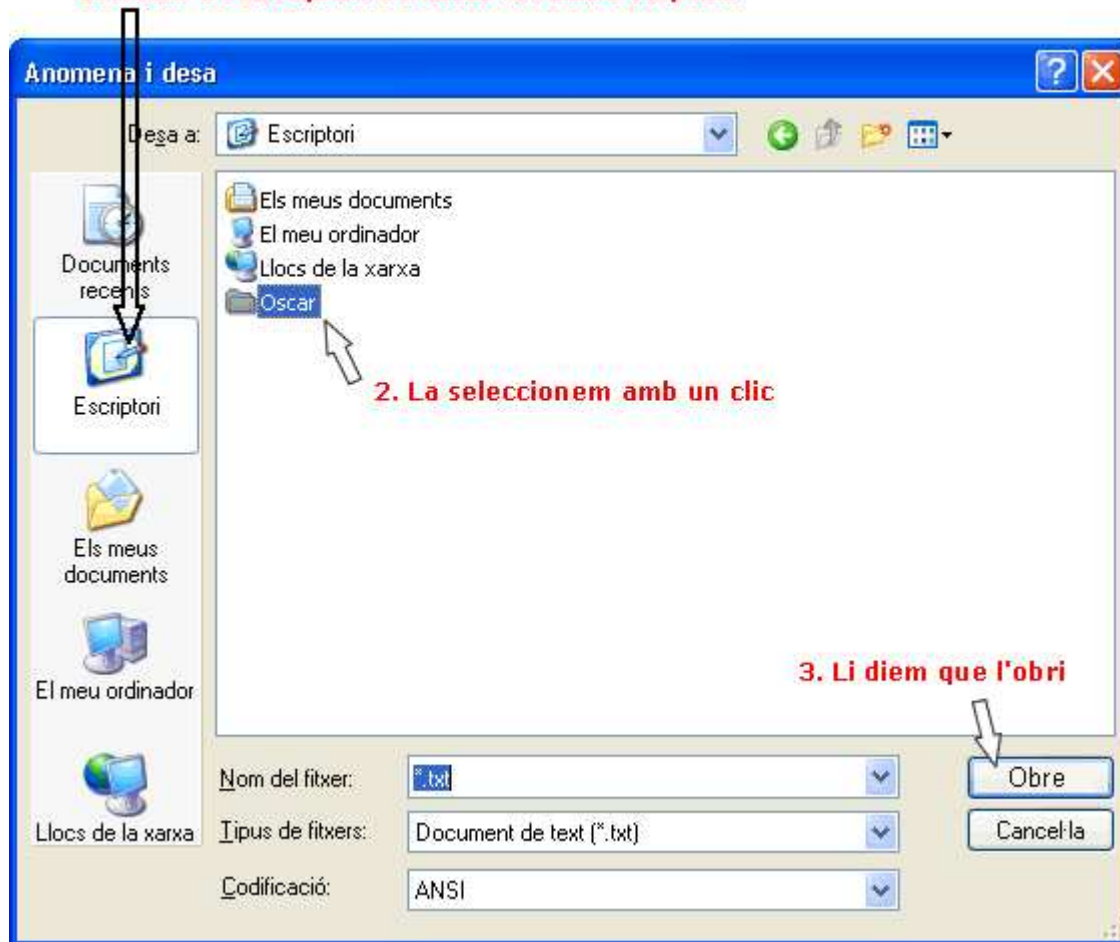 Anomena i desa
Desa a:
Escriptori
Els meus documents
El meu ordinador
Llocs de la xarxa
Oscar
2. La seleccionem amb un clic
Documents
recents
Escriptori
Els meus
documents
El meu ordinador
Llocs de la xarxa
3. Li diem que l'obri
Nom del fitxer:
*.txt
Obre
Tipus de fitxers:
Document de text (*.txt)
Cancel·la
Codificació:
ANSI